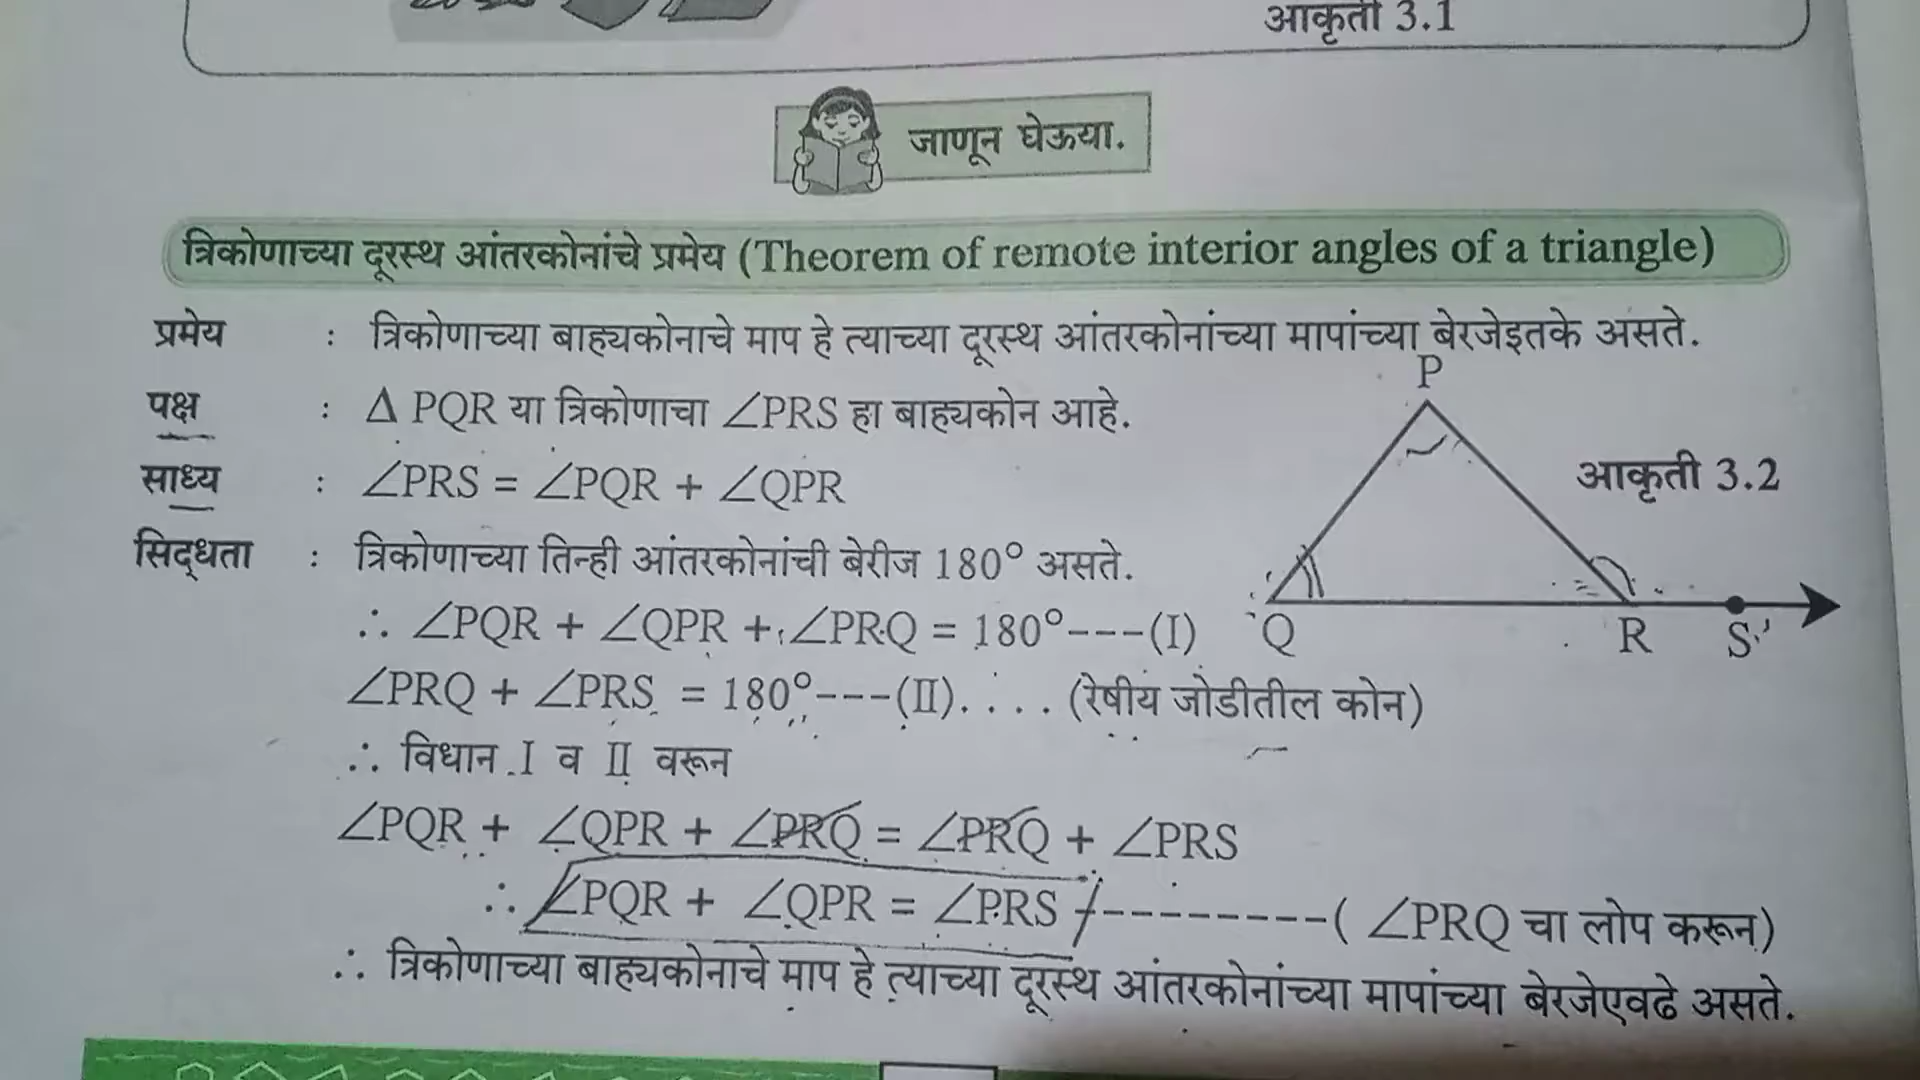 आकृती 3.1
जाणून घेऊया.
त्रिकोणाच्या दूरस्थ आंतरकोनांचे प्रमेय (Theorem of remote interior angles of a triangle)
प्रमेय : त्रिकोणाच्या बाह्यकोनाचे माप हे त्याच्या दूरस्थ आंतरकोनांच्या मापांच्या बेरजेइतके असते.
P
पक्ष : Δ PQR या त्रिकोणाचा ∠PRS हा बाह्यकोन आहे.
आकृती 3.2
साध्य : ∠PRS = ∠PQR + ∠QPR
सिद्धता : त्रिकोणाच्या तिन्ही आंतरकोनांची बेरीज 180° असते.
∴ ∠PQR + ∠QPR + ∠PRQ = 180°---(I)
Q R S
∠PRQ + ∠PRS = 180°---(II). . . . (रेषीय जोडीतील कोन)
∴ विधान I व II वरून
∠PQR + ∠QPR + ∠PRQ = ∠PRQ + ∠PRS
∴ ∠PQR + ∠QPR = ∠PRS ---------( ∠PRQ चा लोप करून)
∴ त्रिकोणाच्या बाह्यकोनाचे माप हे त्याच्या दूरस्थ आंतरकोनांच्या मापांच्या बेरजेएवढे असते.